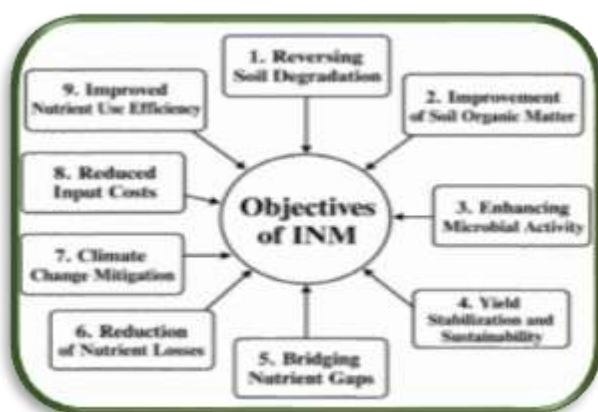 1. Reversing
Soil Degradation
2. Improvement
of Soil Organic Matter
3. Enhancing
Microbial Activity
4. Yield
Stabilization and
Sustainability
5. Bridging
Nutrient Gaps
6. Reduction
of Nutrient Losses
7. Climate
Change Mitigation
8. Reduced
Input Costs
9. Improved
Nutrient Use Efficiency
Objectives
of INM